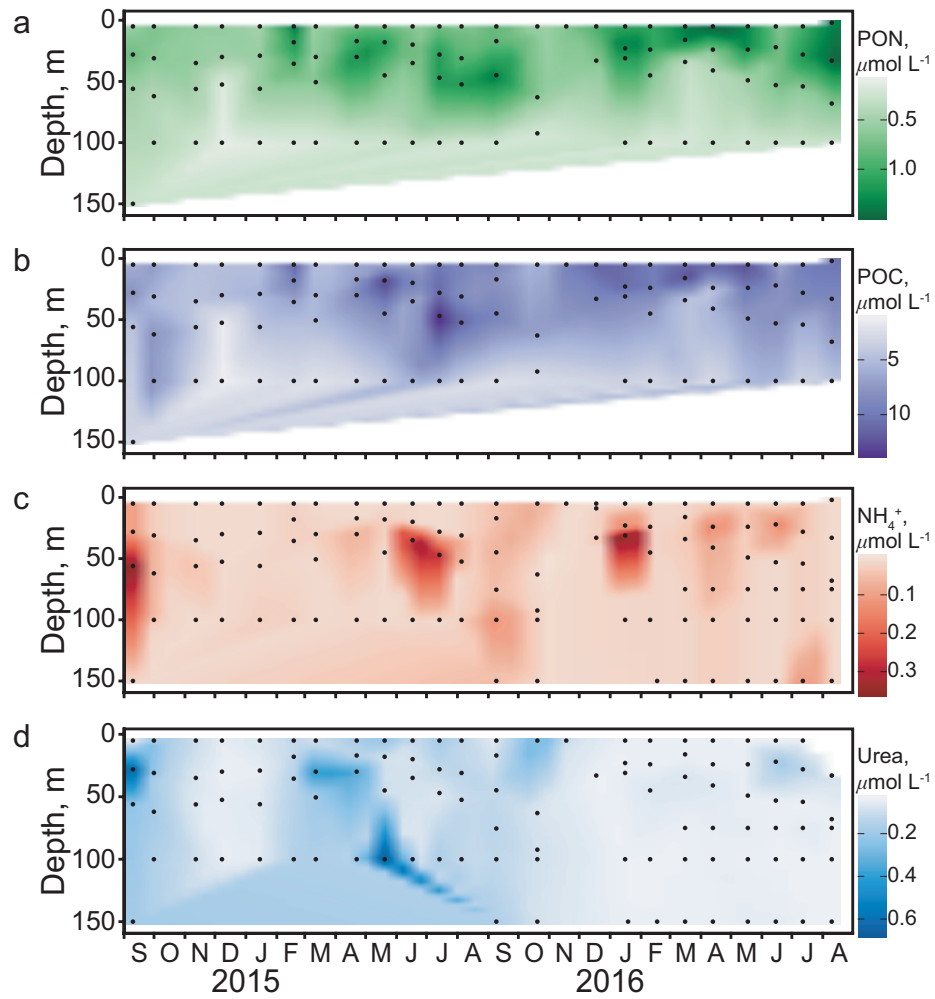 a
0
50
100
150
Depth, m
PON,
μmol L⁻¹
0.5
1.0
b
0
50
100
150
Depth, m
POC,
μmol L⁻¹
5
10
c
0
50
100
150
Depth, m
NH₄⁺,
μmol L⁻¹
0.1
0.2
0.3
d
0
50
100
150
Depth, m
Urea,
μmol L⁻¹
0.2
0.4
0.6
S O N D J F M A M J J A S O N D J F M A M J J A
2015 2016